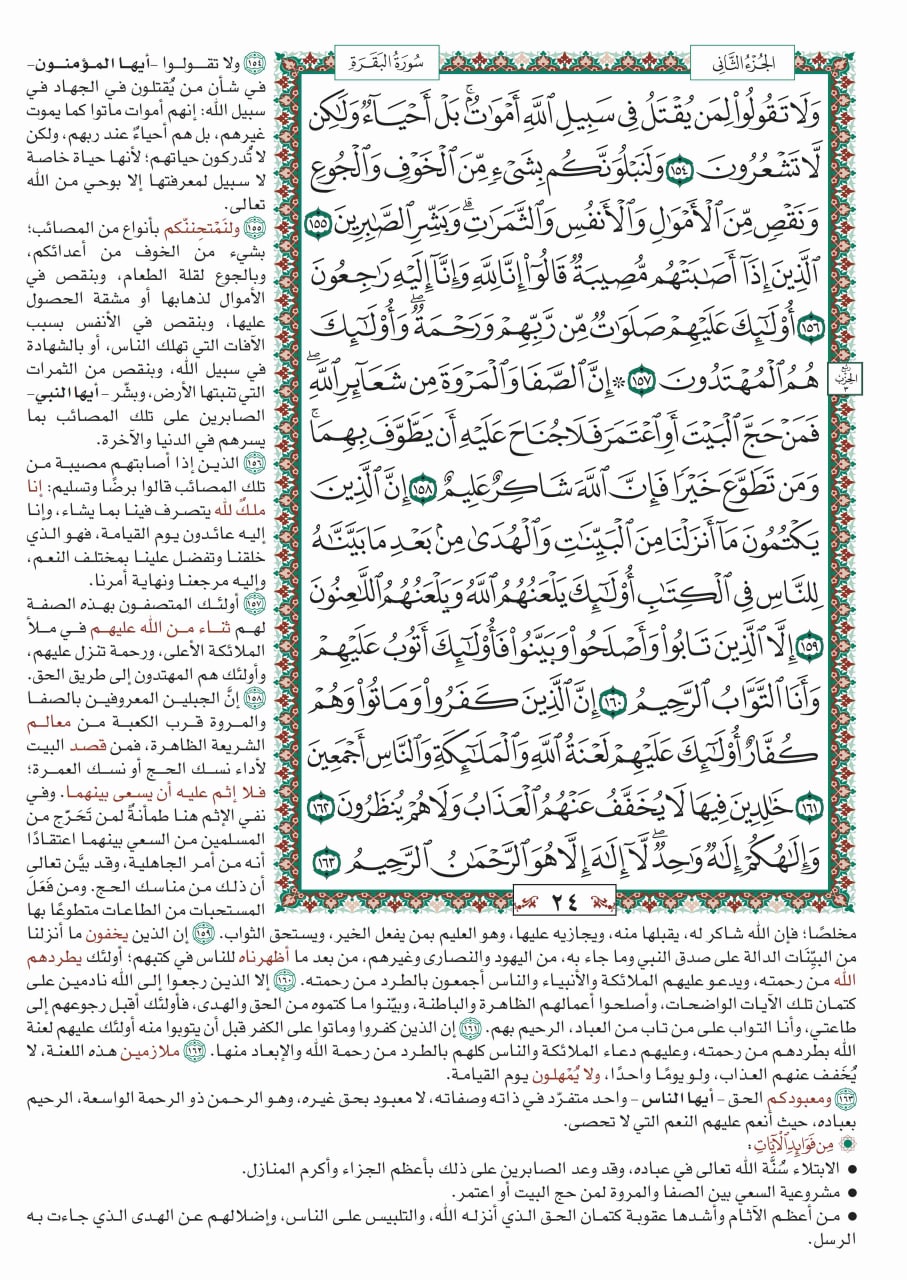 الجُزْءُ الثَّانِي
سُورَةُ البَقَرَةِ
وَلَا تَقُولُواْ لِمَن يُقۡتَلُ فِي سَبِيلِ ٱللَّهِ أَمۡوَٰتُۢۚ بَلۡ أَحۡيَآءٞ وَلَٰكِن
لَّا تَشۡعُرُونَ ١٥٤ وَلَنَبۡلُوَنَّكُم بِشَيۡءٖ مِّنَ ٱلۡخَوۡفِ وَٱلۡجُوعِ
وَنَقۡصٖ مِّنَ ٱلۡأَمۡوَٰلِ وَٱلۡأَنفُسِ وَٱلثَّمَرَٰتِۗ وَبَشِّرِ ٱلصَّٰبِرِينَ ١٥٥
ٱلَّذِينَ إِذَآ أَصَٰبَتۡهُم مُّصِيبَةٞ قَالُوٓاْ إِنَّا لِلَّهِ وَإِنَّآ إِلَيۡهِ رَٰجِعُونَ
١٥٦ أُوْلَٰٓئِكَ عَلَيۡهِمۡ صَلَوَٰتٞ مِّن رَّبِّهِمۡ وَرَحۡمَةٞۖ وَأُوْلَٰٓئِكَ
هُمُ ٱلۡمُهۡتَدُونَ ١٥٧ ۞ إِنَّ ٱلصَّفَا وَٱلۡمَرۡوَةَ مِن شَعَآئِرِ ٱللَّهِۖ
فَمَنۡ حَجَّ ٱلۡبَيۡتَ أَوِ ٱعۡتَمَرَ فَلَا جُنَاحَ عَلَيۡهِ أَن يَطَّوَّفَ بِهِمَاۚ
وَمَن تَطَوَّعَ خَيۡرٗا فَإِنَّ ٱللَّهَ شَاكِرٌ عَلِيمٌ ١٥٨ إِنَّ ٱلَّذِينَ
يَكۡتُمُونَ مَآ أَنزَلۡنَا مِنَ ٱلۡبَيِّنَٰتِ وَٱلۡهُدَىٰ مِنۢ بَعۡدِ مَا بَيَّنَّٰهُ
لِلنَّاسِ فِي ٱلۡكِتَٰبِ أُوْلَٰٓئِكَ يَلۡعَنُهُمُ ٱللَّهُ وَيَلۡعَنُهُمُ ٱللَّٰعِنُونَ
١٥٩ إِلَّا ٱلَّذِينَ تَابُواْ وَأَصۡلَحُواْ وَبَيَّنُواْ فَأُوْلَٰٓئِكَ أَتُوبُ عَلَيۡهِمۡ
وَأَنَا ٱلتَّوَّابُ ٱلرَّحِيمُ ١٦٠ إِنَّ ٱلَّذِينَ كَفَرُواْ وَمَاتُواْ وَهُمۡ
كُفَّارٌ أُوْلَٰٓئِكَ عَلَيۡهِمۡ لَعۡنَةُ ٱللَّهِ وَٱلۡمَلَٰٓئِكَةِ وَٱلنَّاسِ أَجۡمَعِينَ
١٦١ خَٰلِدِينَ فِيهَا لَا يُخَفَّفُ عَنۡهُمُ ٱلۡعَذَابُ وَلَا هُمۡ يُنظَرُونَ ١٦٢
وَإِلَٰهُكُمۡ إِلَٰهٞ وَٰحِدٞۖ لَّآ إِلَٰهَ إِلَّا هُوَ ٱلرَّحۡمَٰنُ ٱلرَّحِيمُ ١٦٣
٢٤
ربع
الحزب
٣
١٥٤ ولا تقولوا -أيها المؤمنون-
في شأن من يُقتلون في الجهاد في
سبيل الله: إنهم أموات ماتوا كما يموت
غيرهم، بل هم أحياءٌ عند ربهم، ولكن
لا تُدركون حياتهم؛ لأنها حياة خاصة
لا سبيل لمعرفتها إلا بوحي من الله
تعالى.
١٥٥ ولنَمْتحِننّكم بأنواع من المصائب؛
بشيء من الخوف من أعدائكم،
وبالجوع لقلة الطعام، وبنقص في
الأموال لذهابها أو مشقة الحصول
عليها، وبنقص في الأنفس بسبب
الآفات التي تهلك الناس، أو بالشهادة
في سبيل الله، وبنقص من الثمرات
التي تنبتها الأرض، وبشّر -أيها النبي-
الصابرين على تلك المصائب بما
يسرهم في الدنيا والآخرة.
١٥٦ الذين إذا أصابتهم مصيبة من
تلك المصائب قالوا برضًا وتسليم: إنا
ملكٌ لله يتصرف فينا بما يشاء، وإنا
إليه عائدون يوم القيامة، فهو الذي
خلقنا وتفضل علينا بمختلف النعم،
وإليه مرجعنا ونهاية أمرنا.
١٥٧ أولئك المتصفون بهذه الصفة
لهم ثناء من الله عليهم في ملأ
الملائكة الأعلى، ورحمة تنزل عليهم،
وأولئك هم المهتدون إلى طريق الحق.
١٥٨ إنَّ الجبلين المعروفين بالصفا
والمروة قرب الكعبة من معالم
الشريعة الظاهرة، فمن قصد البيت
لأداء نسك الحج أو نسك العمرة؛
فلا إثم عليه أن يسعى بينهما. وفي
نفي الإثم هنا طمأنةٌ لمن تَحَرّج من
المسلمين من السعي بينهما اعتقادًا
أنه من أمر الجاهلية، وقد بيَّن تعالى
أن ذلك من مناسك الحج. ومن فَعَلَ
المستحبات من الطاعات متطوعًا بها
مخلصًا؛ فإن الله شاكر له، يقبلها منه، ويجازيه عليها، وهو العليم بمن يفعل الخير، ويستحق الثواب. ١٥٩ إن الذين يخفون ما أنزلنا
من البيِّنات الدالة على صدق النبي وما جاء به، من اليهود والنصارى وغيرهم، من بعد ما أظهرناه للناس في كتبهم؛ أولئك يطردهم
الله من رحمته، ويدعو عليهم الملائكة والأنبياء والناس أجمعون بالطرد من رحمته. ١٦٠ إلا الذين رجعوا إلى الله نادمين على
كتمان تلك الآيات الواضحات، وأصلحوا أعمالهم الظاهرة والباطنة، وبيّنوا ما كتموه من الحق والهدى، فأولئك أقبل رجوعهم إلى
طاعتي، وأنا التواب على من تاب من العباد، الرحيم بهم. ١٦١ إن الذين كفروا وماتوا على الكفر قبل أن يتوبوا منه أولئك عليهم لعنة
الله بطردهم من رحمته، وعليهم دعاء الملائكة والناس كلهم بالطرد من رحمة الله والإبعاد منها. ١٦٢ ملازمين هذه اللعنة، لا
يُخَفف عنهم العذاب، ولو يومًا واحدًا، ولا يُمْهلون يوم القيامة.
١٦٣ ومعبودكم الحق - أيها الناس - واحد متفرّد في ذاته وصفاته، لا معبود بحق غيره، وهو الرحمن ذو الرحمة الواسعة، الرحيم
بعباده، حيث أنعم عليهم النعم التي لا تحصى.
مِن فَوَائِدِ الْآيَاتِ:
● الابتلاء سُنَّة الله تعالى في عباده، وقد وعد الصابرين على ذلك بأعظم الجزاء وأكرم المنازل.
● مشروعية السعي بين الصفا والمروة لمن حج البيت أو اعتمر.
● من أعظم الآثام وأشدها عقوبة كتمان الحق الذي أنزله الله، والتلبيس على الناس، وإضلالهم عن الهدى الذي جاءت به
الرسل.